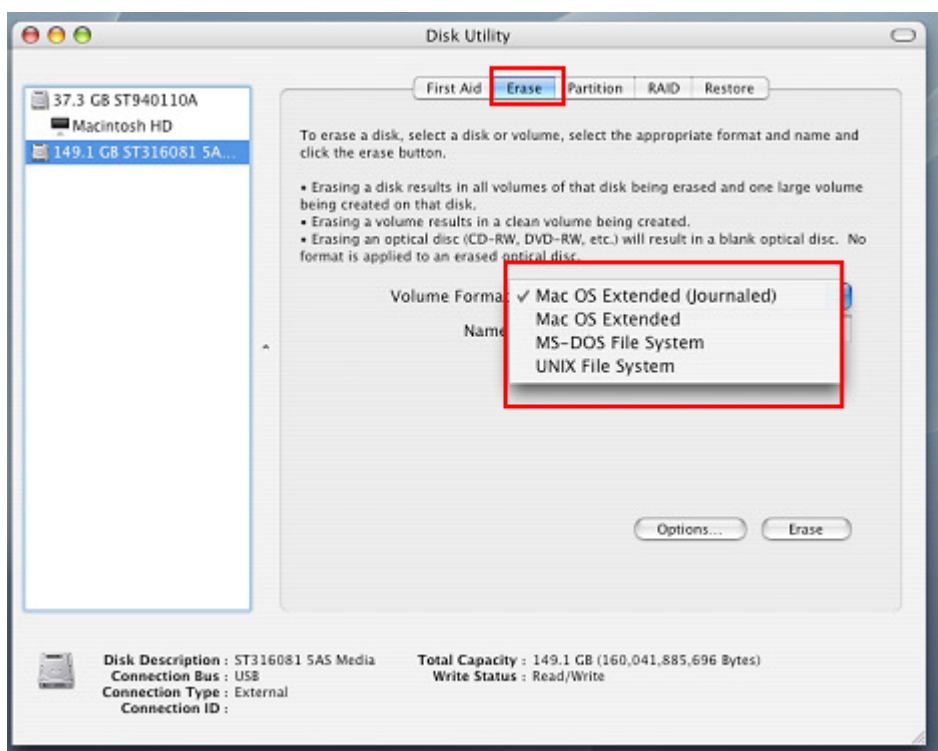 Disk Utility
37.3 GB ST940110A
Macintosh HD
149.1 GB ST316081 5A...
First Aid Erase Partition RAID Restore
To erase a disk, select a disk or volume, select the appropriate format and name and
click the erase button.
• Erasing a disk results in all volumes of that disk being erased and one large volume
being created on that disk.
• Erasing a volume results in a clean volume being created.
• Erasing an optical disc (CD-RW, DVD-RW, etc.) will result in a blank optical disc. No
format is applied to an erased optical disc.
Volume Forma
✓ Mac OS Extended (Journaled)
Mac OS Extended
MS-DOS File System
UNIX File System
Name
Options... Erase
Disk Description : ST316081 5AS Media
Connection Bus : USB
Connection Type : External
Connection ID :
Total Capacity : 149.1 GB (160,041,885,696 Bytes)
Write Status : Read/Write